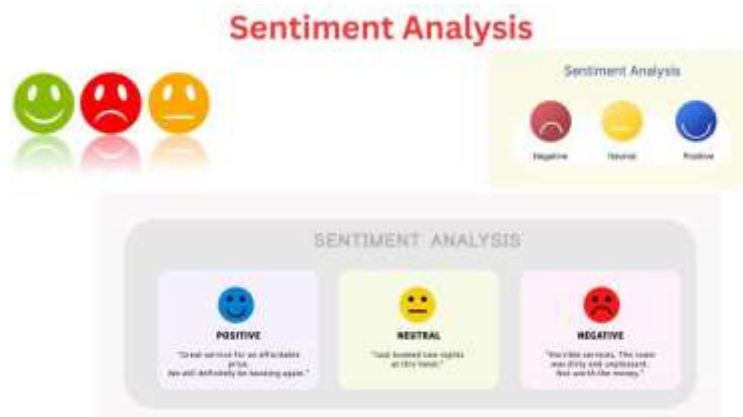 Sentiment Analysis
Sentiment Analysis
Negative
Neutral
Positive
SENTIMENT ANALYSIS
POSITIVE
"Great service for an affordable
price.
We will definitely be booking again."
NEUTRAL
"Just booked two nights
at this hotel."
NEGATIVE
"Horrible services. The room
was dirty and unpleasant.
Not worth the money."